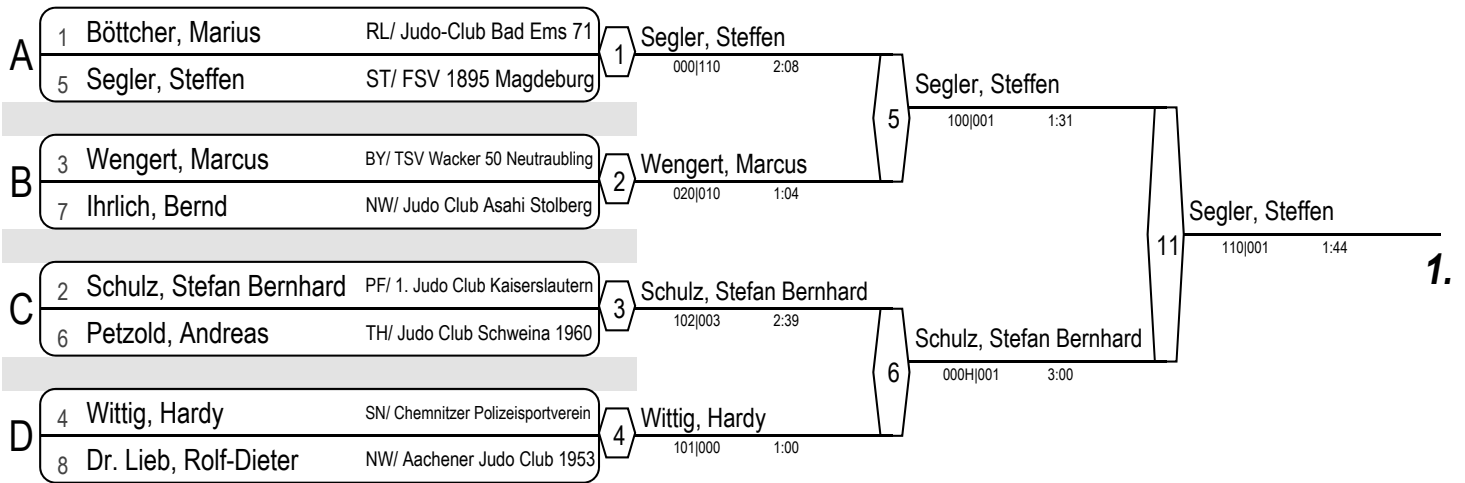 A
1 Böttcher, Marius RL/ Judo-Club Bad Ems 71
5 Segler, Steffen ST/ FSV 1895 Magdeburg
1
Segler, Steffen
000|110 2:08
B
3 Wengert, Marcus BY/ TSV Wacker 50 Neutraubling
7 Ihrlich, Bernd NW/ Judo Club Asahi Stolberg
2
Wengert, Marcus
020|010 1:04
5
Segler, Steffen
100|001 1:31
C
2 Schulz, Stefan Bernhard PF/ 1. Judo Club Kaiserslautern
6 Petzold, Andreas TH/ Judo Club Schweina 1960
3
Schulz, Stefan Bernhard
102|003 2:39
D
4 Wittig, Hardy SN/ Chemnitzer Polizeisportverein
8 Dr. Lieb, Rolf-Dieter NW/ Aachener Judo Club 1953
4
Wittig, Hardy
101|000 1:00
6
Schulz, Stefan Bernhard
000H|001 3:00
11
Segler, Steffen
110|001 1:44
1.